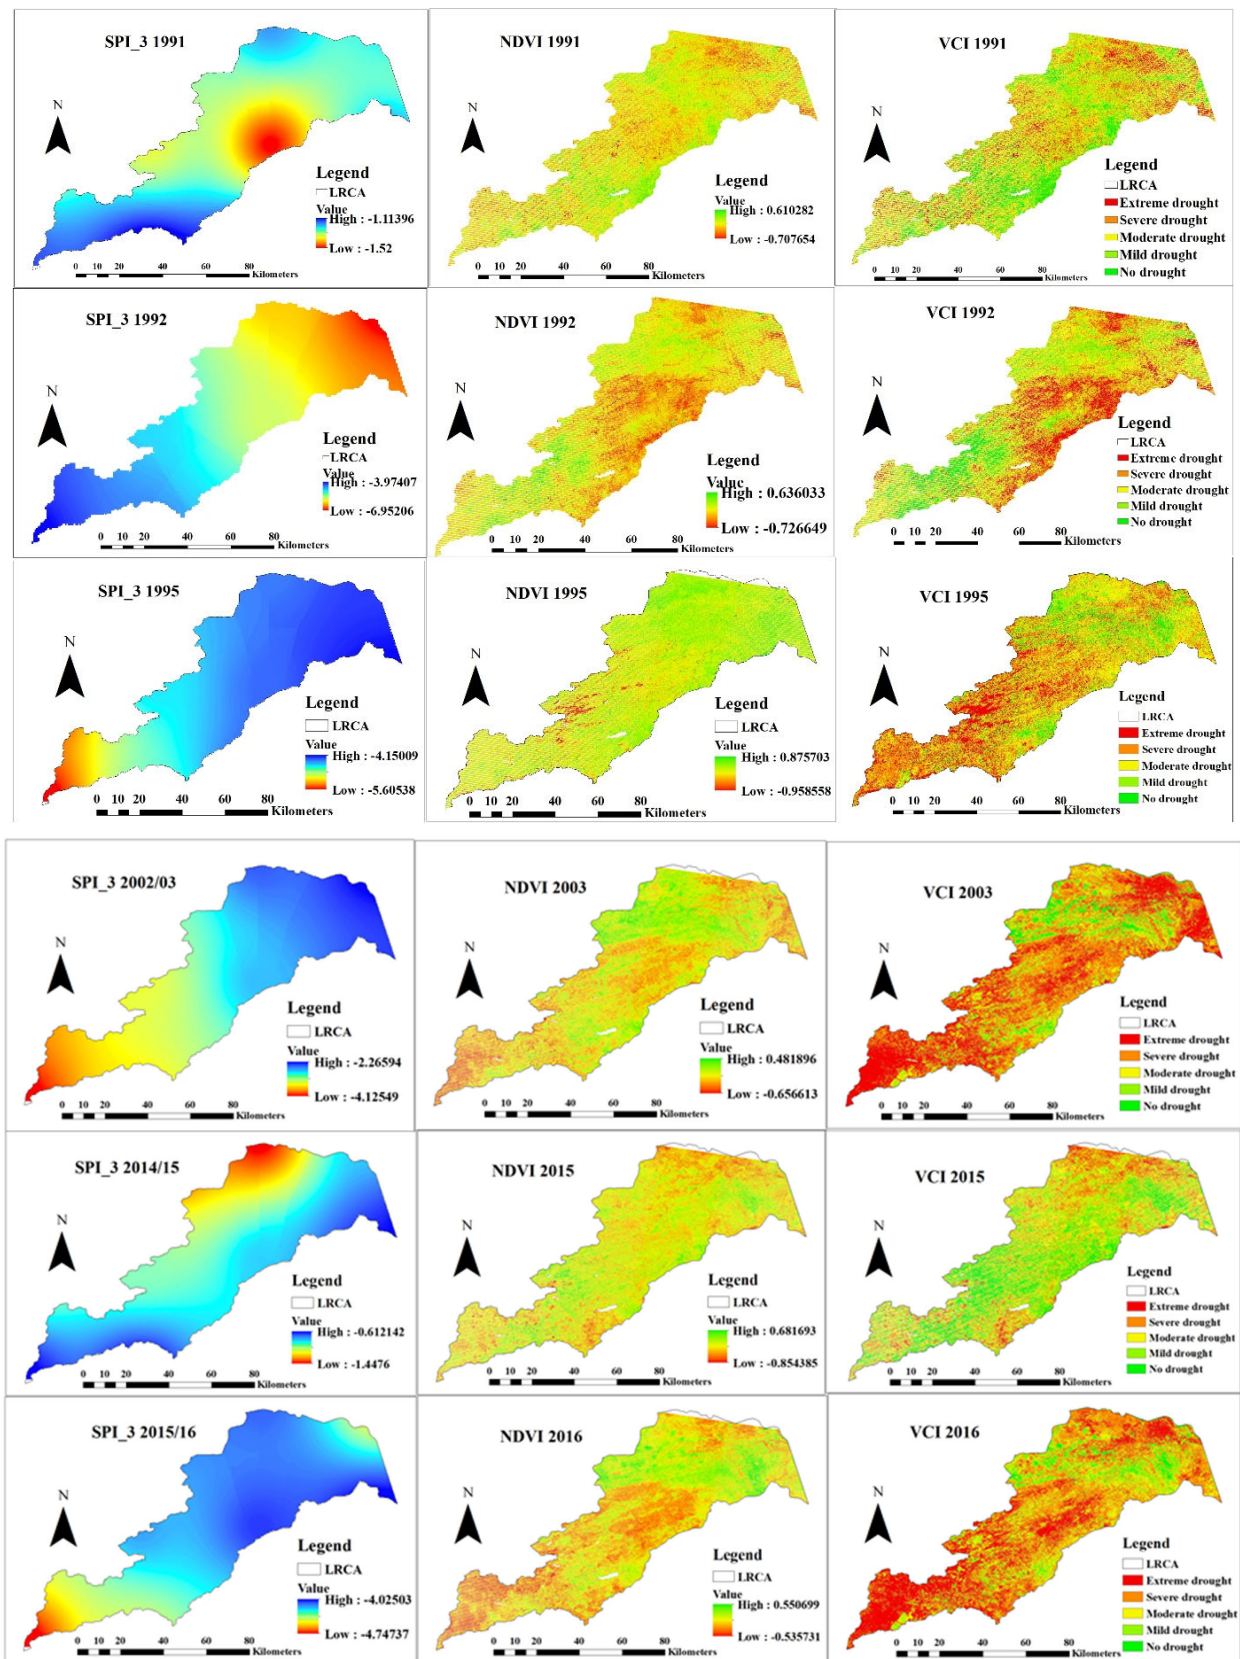 SPI_3 1991
N
Legend
LRCA
Value
High : -1.11396
Low : -1.52
0 10 20 40 60 80
Kilometers
NDVI 1991
N
Legend
Value
High : 0.610282
Low : -0.707654
0 10 20 40 60 80
Kilometers
VCI 1991
N
Legend
LRCA
Extreme drought
Severe drought
Moderate drought
Mild drought
No drought
0 10 20 40 60 80
Kilometers
SPI_3 1992
N
Legend
LRCA
Value
High : -3.97407
Low : -6.95206
0 10 20 40 60 80
Kilometers
NDVI 1992
N
Legend
Value
High : 0.636033
Low : -0.726649
0 10 20 40 60 80
Kilometers
VCI 1992
N
Legend
LRCA
Extreme drought
Severe drought
Moderate drought
Mild drought
No drought
0 10 20 40 60 80
Kilometers
SPI_3 1995
N
Legend
LRCA
Value
High : -4.15009
Low : -5.60538
0 10 20 40 60 80
Kilometers
NDVI 1995
N
Legend
LRCA
Value
High : 0.875703
Low : -0.958558
0 10 20 40 60 80
Kilometers
VCI 1995
N
Legend
LRCA
Extreme drought
Severe drought
Moderate drought
Mild drought
No drought
0 10 20 40 60 80
Kilometers
SPI_3 2002/03
N
Legend
LRCA
Value
High : -2.26594
Low : -4.12549
0 10 20 40 60 80
Kilometers
NDVI 2003
N
Legend
LRCA
Value
High : 0.481896
Low : -0.656613
0 10 20 40 60 80
Kilometers
VCI 2003
N
Legend
LRCA
Extreme drought
Severe drought
Moderate drought
Mild drought
No drought
0 10 20 40 60 80
Kilometers
SPI_3 2014/15
N
Legend
LRCA
Value
High : -0.612142
Low : -1.4476
0 10 20 40 60 80
Kilometers
NDVI 2015
N
Legend
LRCA
Value
High : 0.681693
Low : -0.854385
0 10 20 40 60 80
Kilometers
VCI 2015
N
Legend
LRCA
Extreme drought
Severe drought
Moderate drought
Mild drought
No drought
0 10 20 40 60 80
Kilometers
SPI_3 2015/16
N
Legend
LRCA
Value
High : -4.02503
Low : -4.74737
0 10 20 40 60 80
Kilometers
NDVI 2016
N
Legend
LRCA
Value
High : 0.550699
Low : -0.535731
0 10 20 40 60 80
Kilometers
VCI 2016
N
Legend
LRCA
Extreme drought
Severe drought
Moderate drought
Mild drought
No drought
0 10 20 40 60 80
Kilometers